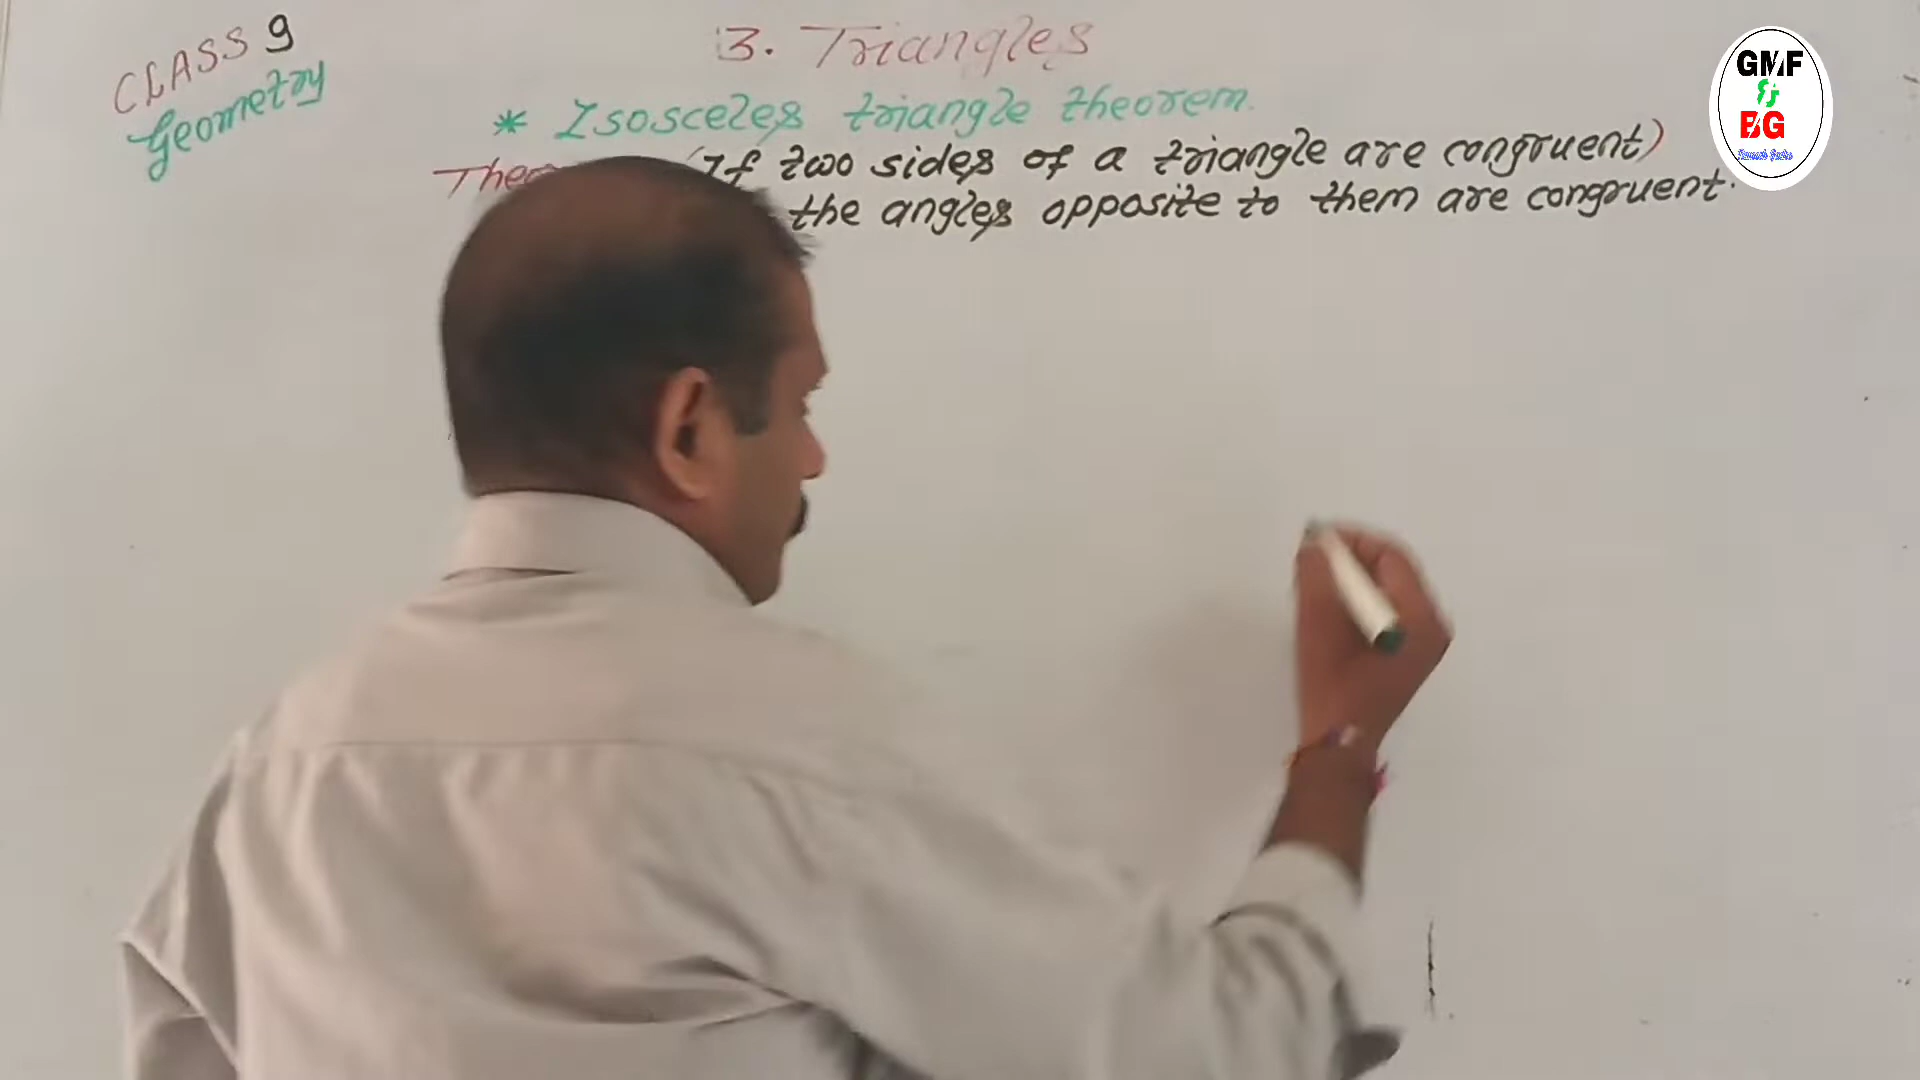 CLASS 9
Geometry
3. Triangles
* Isosceles triangle theorem.
(If two sides of a triangle are congruent)
the angles opposite to them are congruent.
GMF
BG